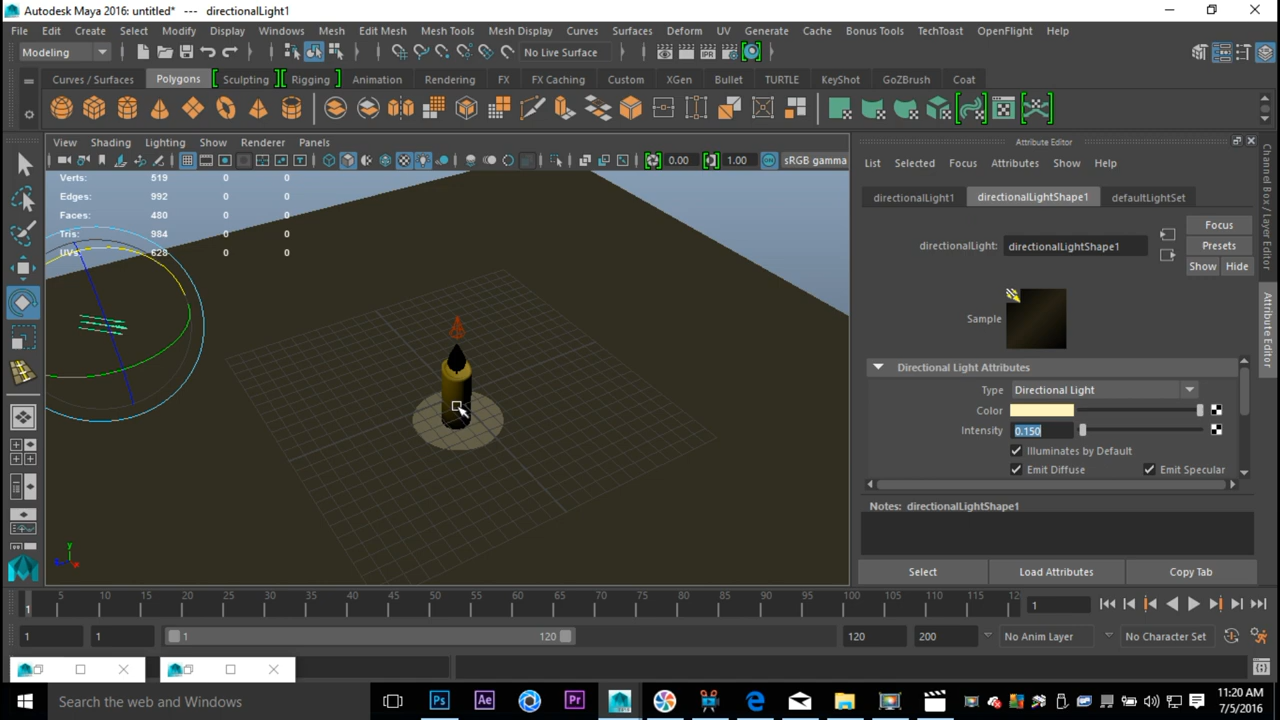 Autodesk Maya 2016: untitled* --- directionalLight1
File Edit Create Select Modify Display Windows Mesh Edit Mesh Mesh Tools Mesh Display Curves Surfaces UV Generate Cache Bonus Tools TechToast OpenFlight Help
Modeling No Live Surface
Curves / Surfaces Polygons Sculpting Rigging Animation Rendering FX FX Caching Custom XGen Bullet TURTLE KeyShot GoZBrush Coat
View Shading Lighting Show Renderer Panels
0.00 1.00 ON sRGB gamma
Verts: 519 0 0
Edges: 992 0 0
Faces: 480 0 0
Tris: 984 0 0
UVs: 628 0 0
y
Attribute Editor
List Selected Focus Attributes Show Help
directionalLight1 directionalLightShape1 defaultLightSet
Focus
directionalLight: directionalLightShape1 Presets
Show Hide
Sample
Directional Light Attributes
Type Directional Light
Color
Intensity 0.150
Illuminates by Default
Emit Diffuse Emit Specular
Notes: directionalLightShape1
Select Load Attributes Copy Tab
Channel Box / Layer Editor
Attribute Editor
1 5 10 15 20 25 30 35 40 45 50 55 60 65 70 75 80 85 90 95 100 105 110 115 12 1
1 1 1 120 120 200 No Anim Layer No Character Set
Search the web and Windows Ps Ae Pr 11:20 AM
7/5/2016